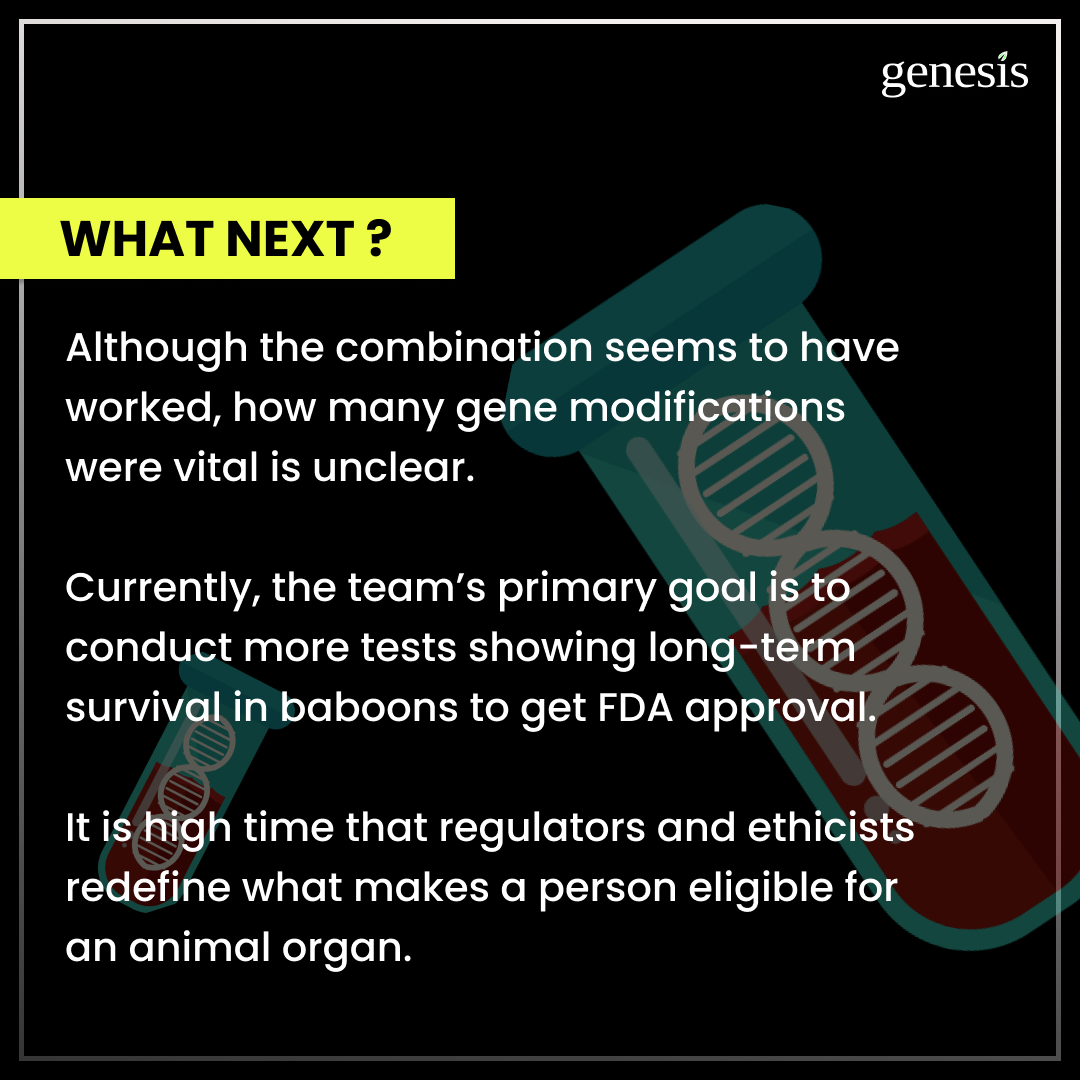 genesis
WHAT NEXT ?
Although the combination seems to have
worked, how many gene modifications
were vital is unclear.
Currently, the team’s primary goal is to
conduct more tests showing long-term
survival in baboons to get FDA approval.
It is high time that regulators and ethicists
redefine what makes a person eligible for
an animal organ.